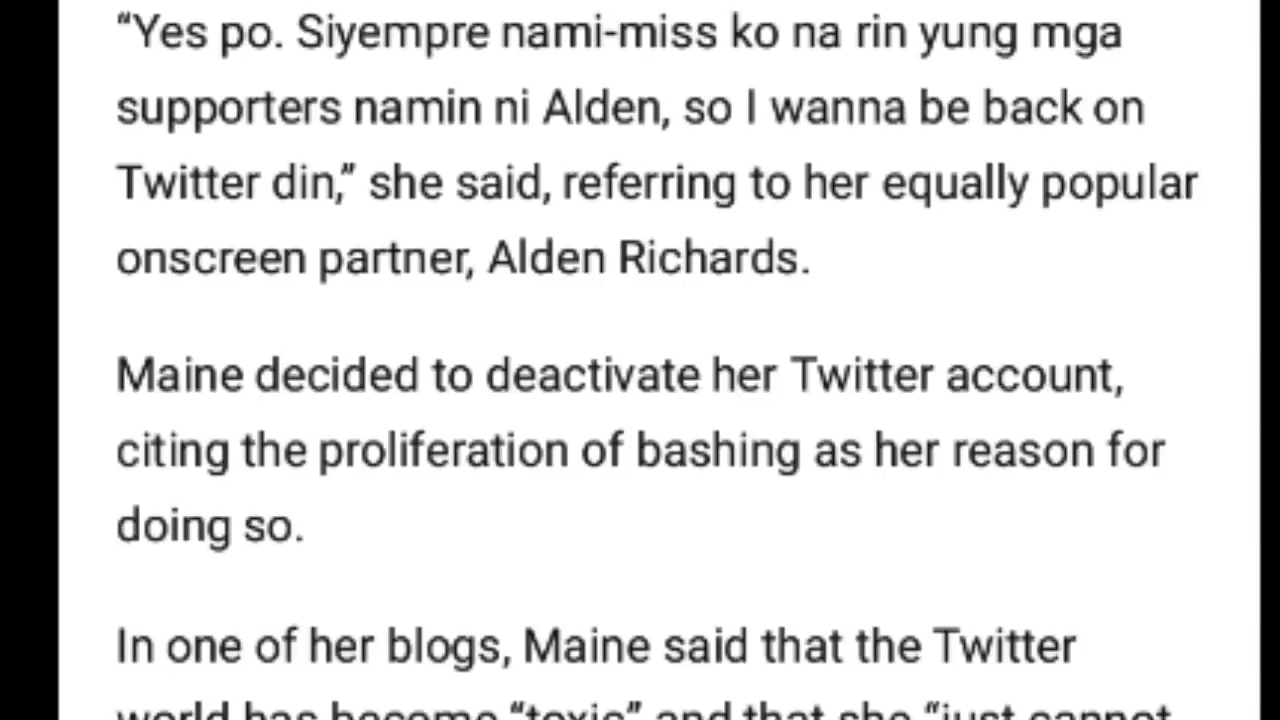 “Yes po. Siyempre nami-miss ko na rin yung mga
supporters namin ni Alden, so I wanna be back on
Twitter din,” she said, referring to her equally popular
onscreen partner, Alden Richards.
Maine decided to deactivate her Twitter account,
citing the proliferation of bashing as her reason for
doing so.
In one of her blogs, Maine said that the Twitter
world has become “toxic” and that she “just cannot